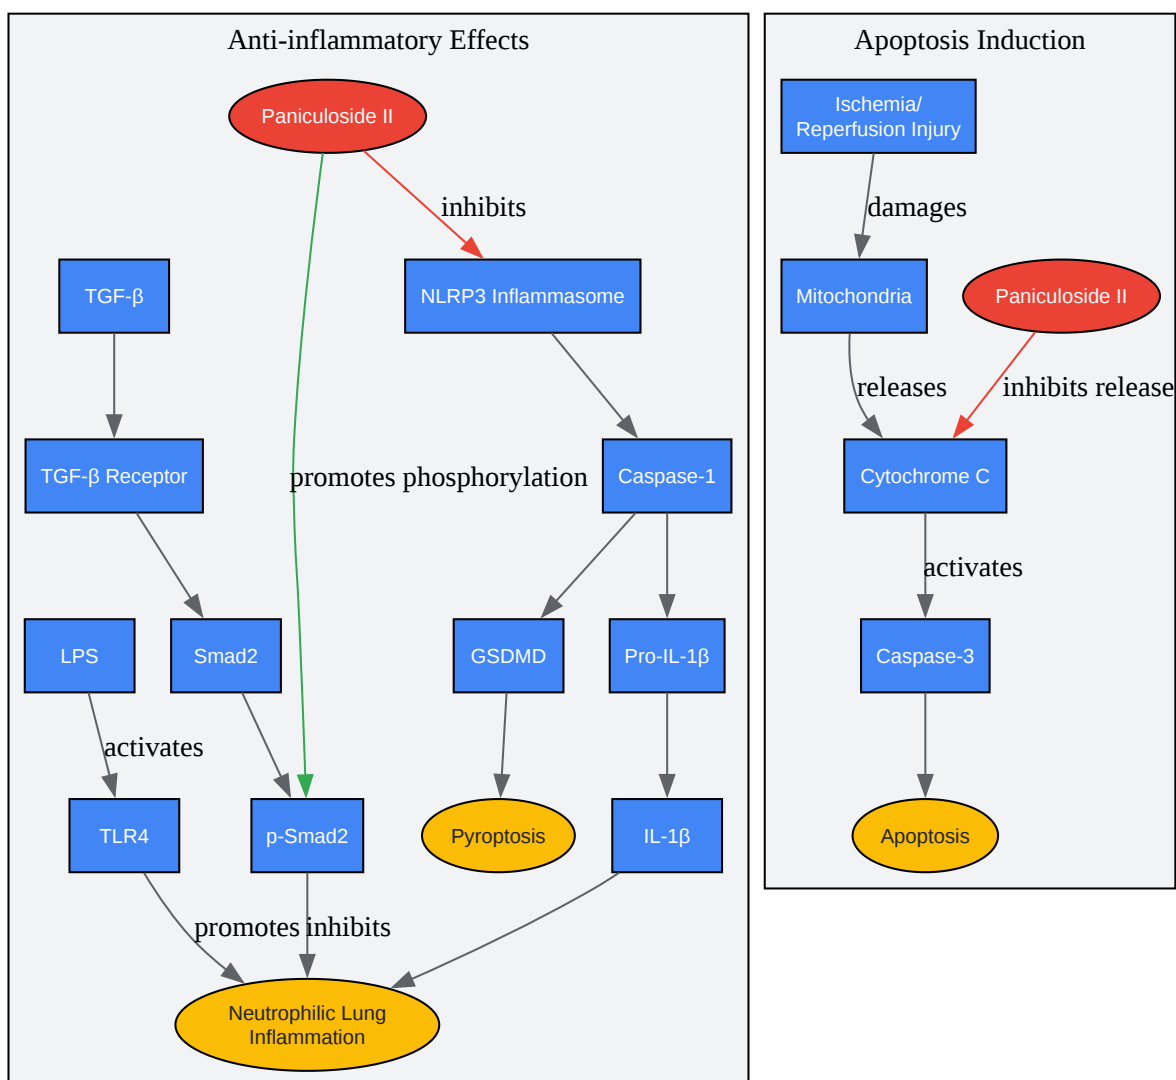 Anti-inflammatory Effects
Paniculoside II
inhibits
TGF-β
NLRP3 Inflammasome
TGF-β Receptor
promotes phosphorylation
Caspase-1
LPS
Smad2
GSDMD
Pro-IL-1β
activates
TLR4
p-Smad2
Pyroptosis
IL-1β
promotes
inhibits
Neutrophilic Lung
Inflammation
Apoptosis Induction
Ischemia/
Reperfusion Injury
damages
Mitochondria
Paniculoside II
releases
inhibits release
Cytochrome C
activates
Caspase-3
Apoptosis